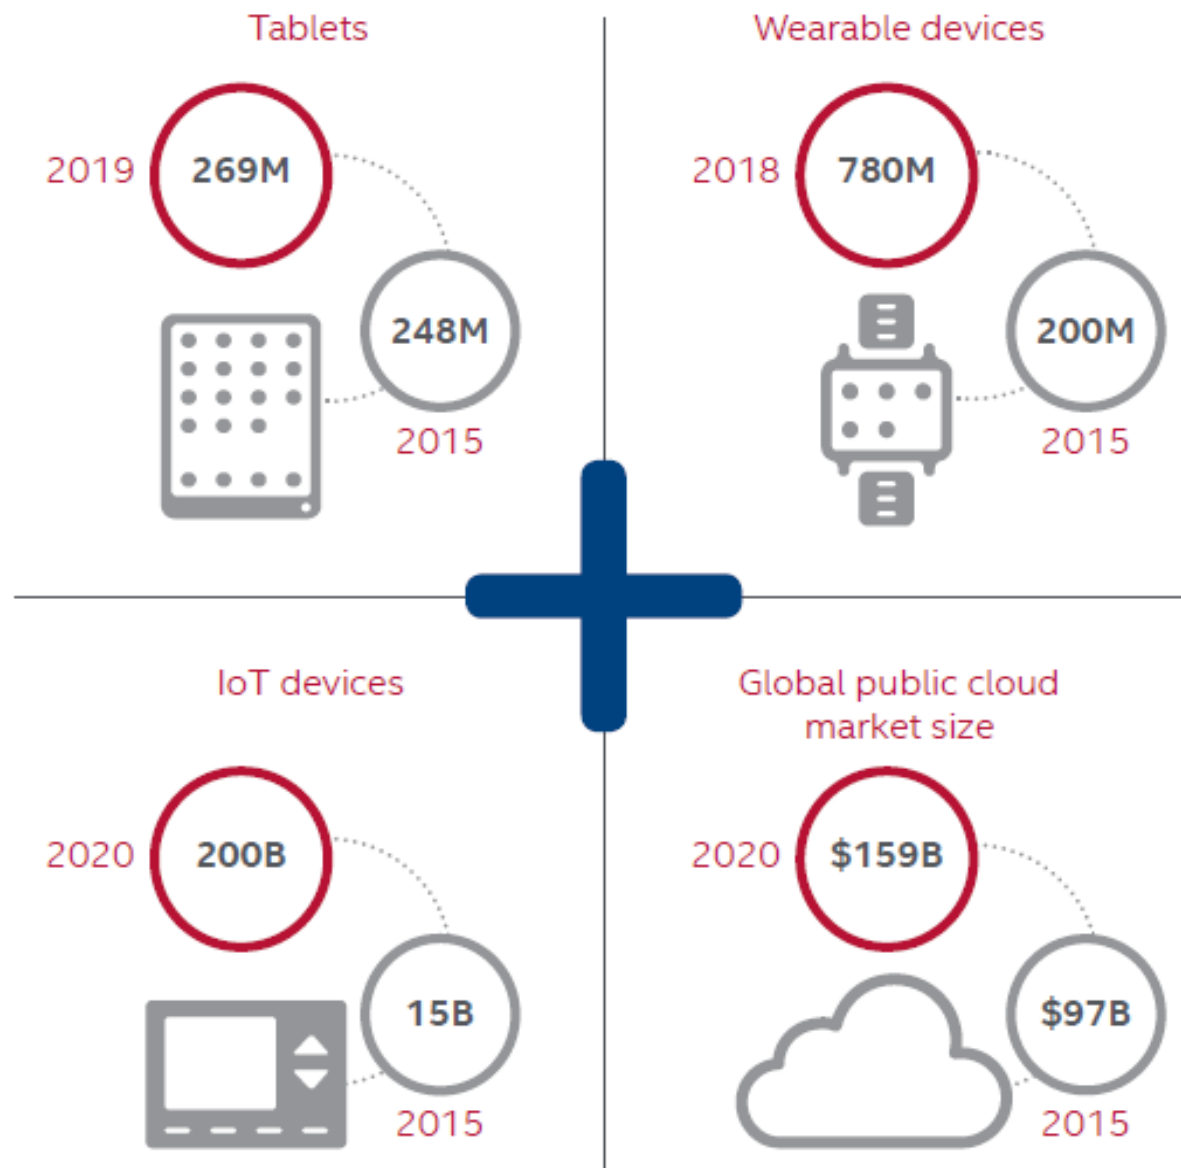 Tablets
2019
269M
248M
2015
Wearable devices
2018
780M
200M
2015
IoT devices
2020
200B
15B
2015
Global public cloud
market size
2020
$159B
$97B
2015